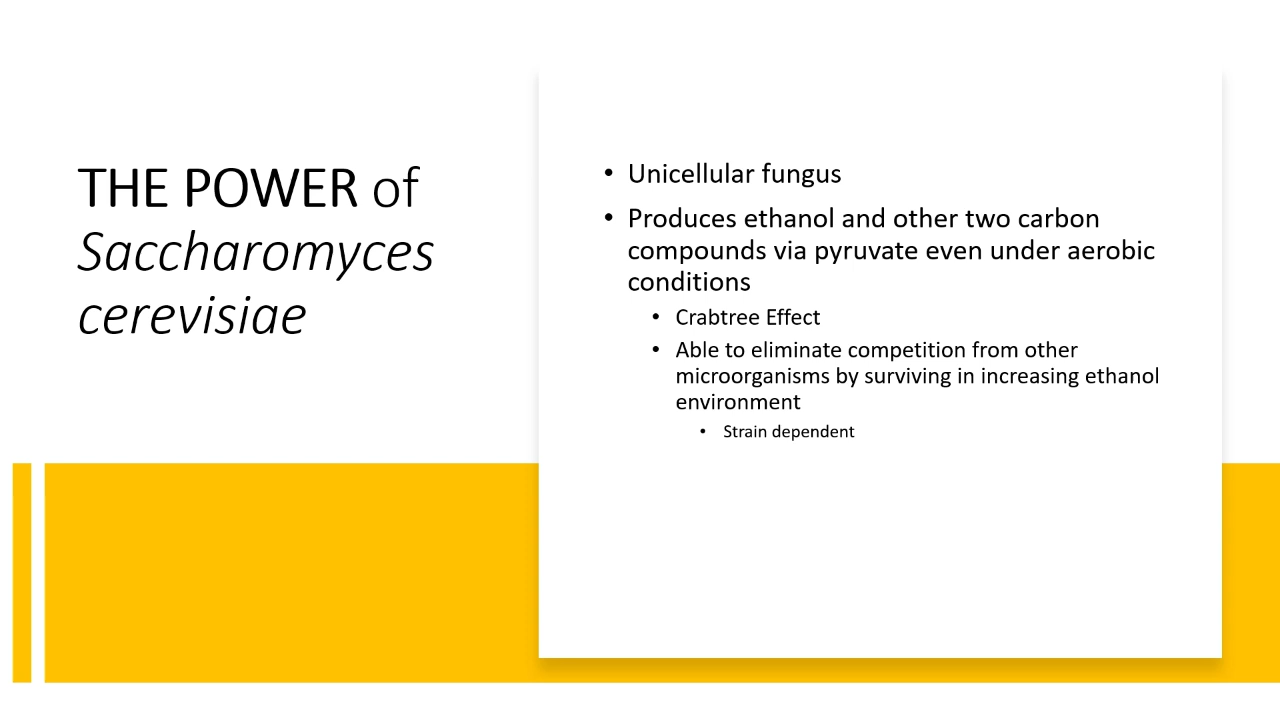 THE POWER of
Saccharomyces
cerevisiae
• Unicellular fungus
• Produces ethanol and other two carbon
compounds via pyruvate even under aerobic
conditions
• Crabtree Effect
• Able to eliminate competition from other
microorganisms by surviving in increasing ethanol
environment
• Strain dependent